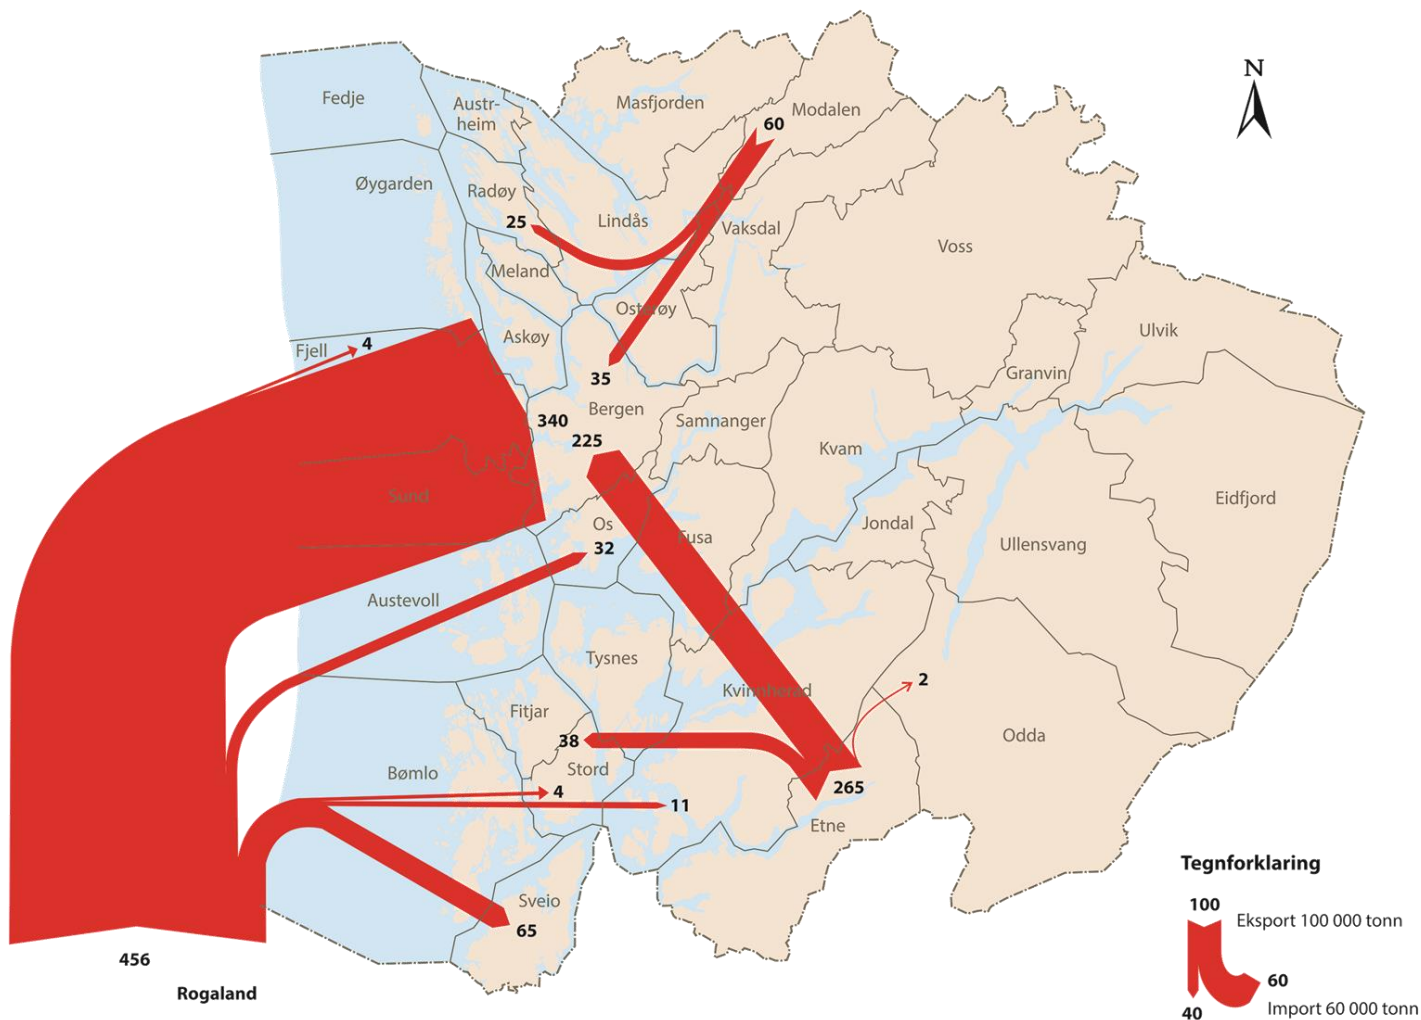 N
Fedje
Austr-
heim
Masfjorden
Modalen
60
Øygarden
Radøy
25
Lindås
Vaksdal
Voss
Meland
Osterøy
Askøy
Ulvik
Fjell
4
35
Granvin
Bergen
340
225
Samnanger
Kvam
Sund
Eidfjord
Os
32
Fusa
Jondal
Ullensvang
Austevoll
Tysnes
Kvinnherad
2
Fitjar
38
Odda
Stord
Bømlo
4
11
265
Etne
Sveio
65
456
Rogaland
Tegnforklaring
100
Eksport 100 000 tonn
60
Import 60 000 tonn
40